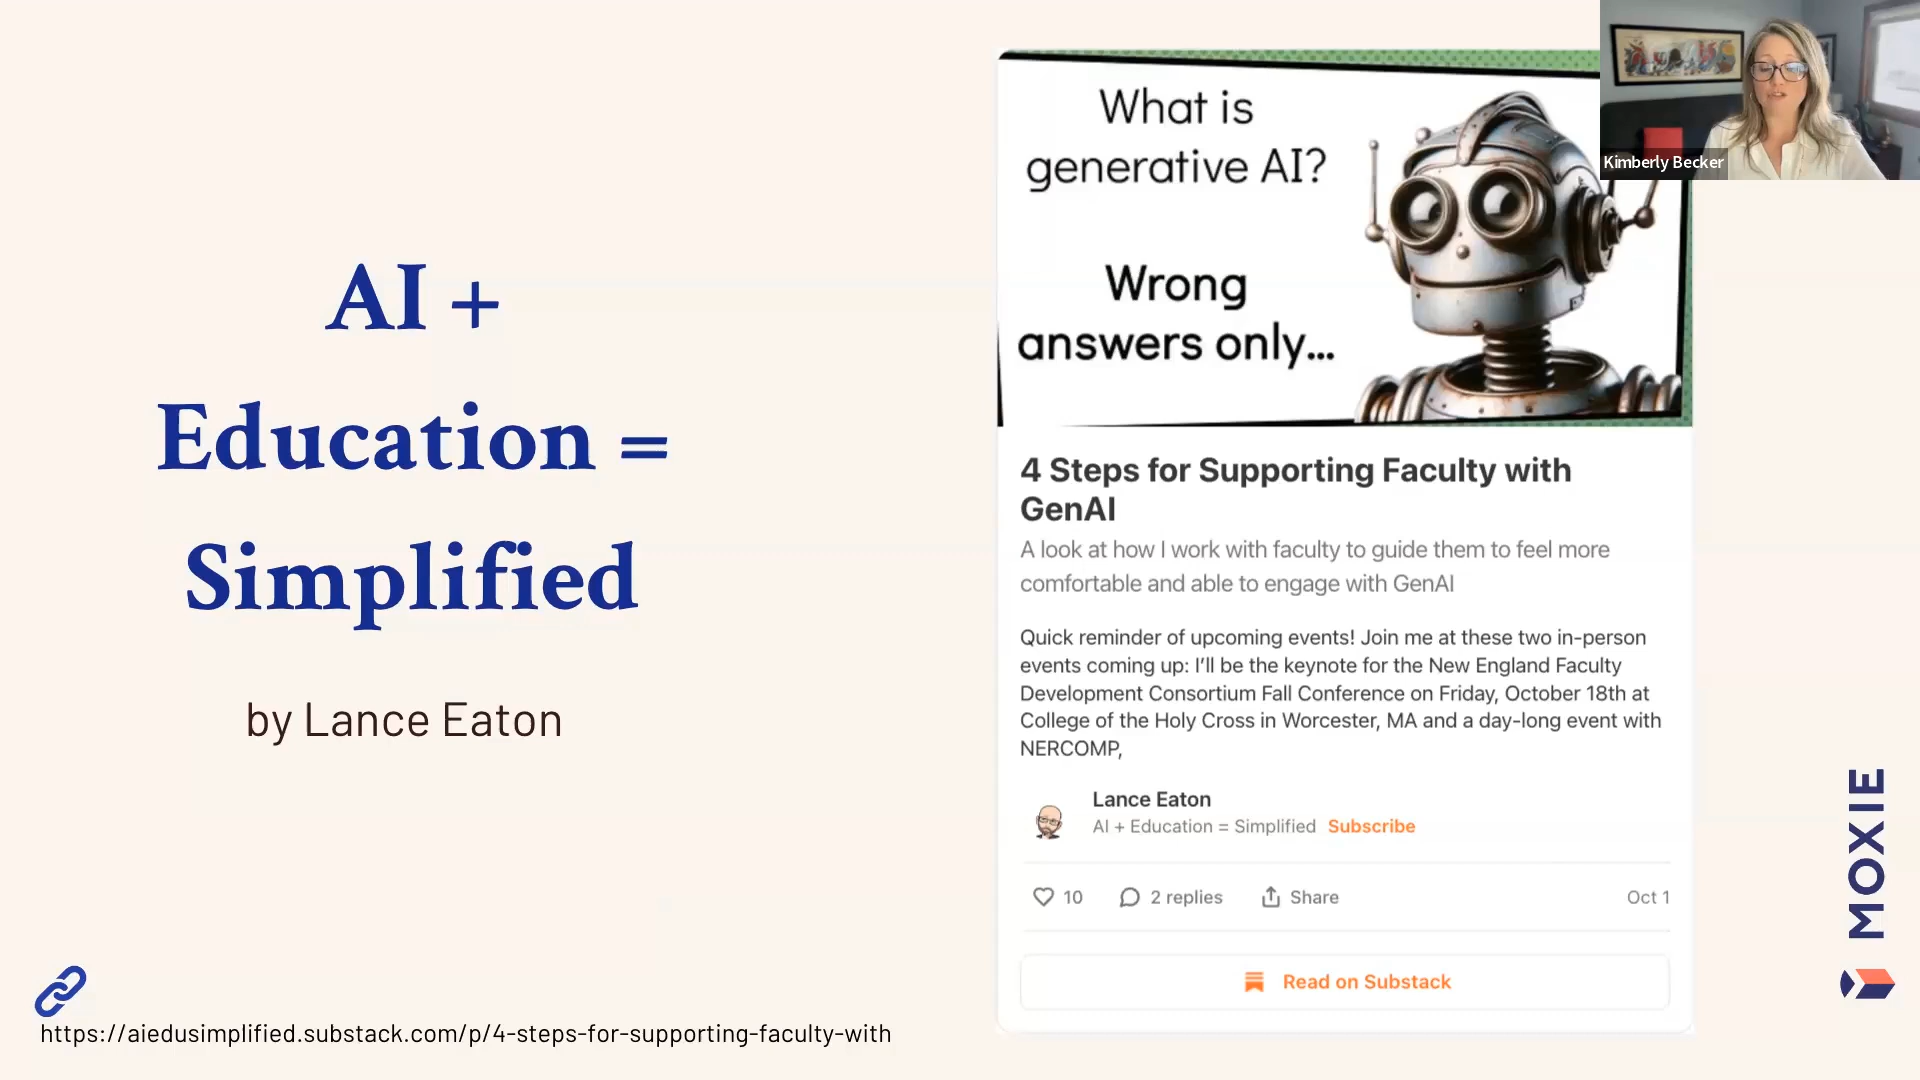 AI +
Education =
Simplified
by Lance Eaton
https://aiedusimplified.substack.com/p/4-steps-for-supporting-faculty-with
What is
generative AI?
Wrong
answers only...
4 Steps for Supporting Faculty with
GenAI
A look at how I work with faculty to guide them to feel more
comfortable and able to engage with GenAI
Quick reminder of upcoming events! Join me at these two in-person
events coming up: I'll be the keynote for the New England Faculty
Development Consortium Fall Conference on Friday, October 18th at
College of the Holy Cross in Worcester, MA and a day-long event with
NERCOMP,
Lance Eaton
AI + Education = Simplified Subscribe
10 2 replies Share Oct 1
Read on Substack
Kimberly Becker
MOXIE